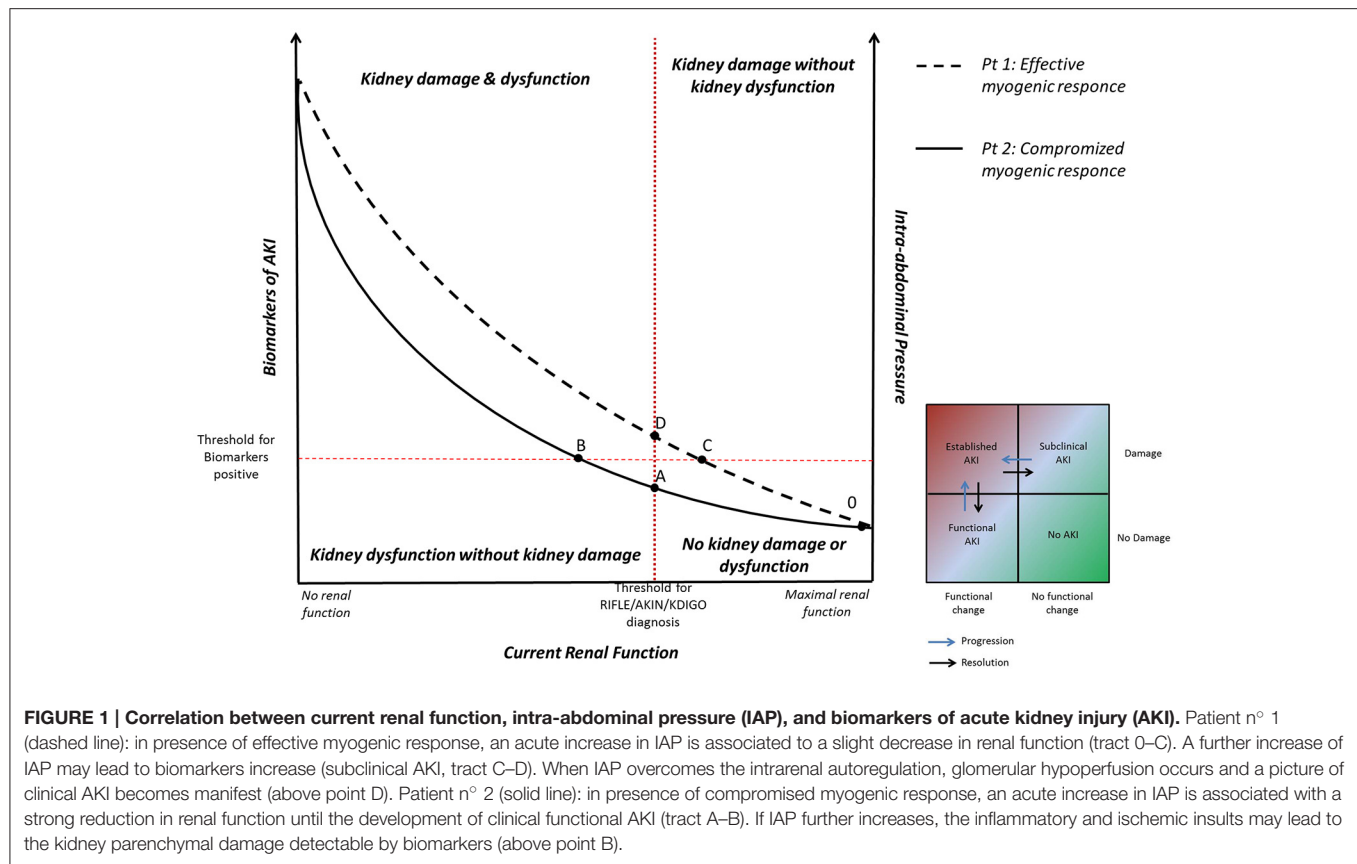 Kidney damage & dysfunction
Kidney damage without
kidney dysfunction
Pt 1: Effective
myogenic responce
Pt 2: Compromized
myogenic responce
Biomarkers of AKI
Intra-abdominal Pressure
Threshold for
Biomarkers
positive
B
D
C
A
0
Kidney dysfunction without kidney damage
No kidney damage or
dysfunction
No renal
function
Threshold for
RIFLE/AKIN/KDIGO
diagnosis
Maximal renal
function
Current Renal Function
Established
AKI
Subclinical
AKI
Damage
Functional
AKI
No AKI
No Damage
Functional
change
No functional
change
Progression
Resolution
FIGURE 1 | Correlation between current renal function, intra-abdominal pressure (IAP), and biomarkers of acute kidney injury (AKI). Patient n° 1
(dashed line): in presence of effective myogenic response, an acute increase in IAP is associated to a slight decrease in renal function (tract 0–C). A further increase of
IAP may lead to biomarkers increase (subclinical AKI, tract C–D). When IAP overcomes the intrarenal autoregulation, glomerular hypoperfusion occurs and a picture of
clinical AKI becomes manifest (above point D). Patient n° 2 (solid line): in presence of compromised myogenic response, an acute increase in IAP is associated with a
strong reduction in renal function until the development of clinical functional AKI (tract A–B). If IAP further increases, the inflammatory and ischemic insults may lead to
the kidney parenchymal damage detectable by biomarkers (above point B).